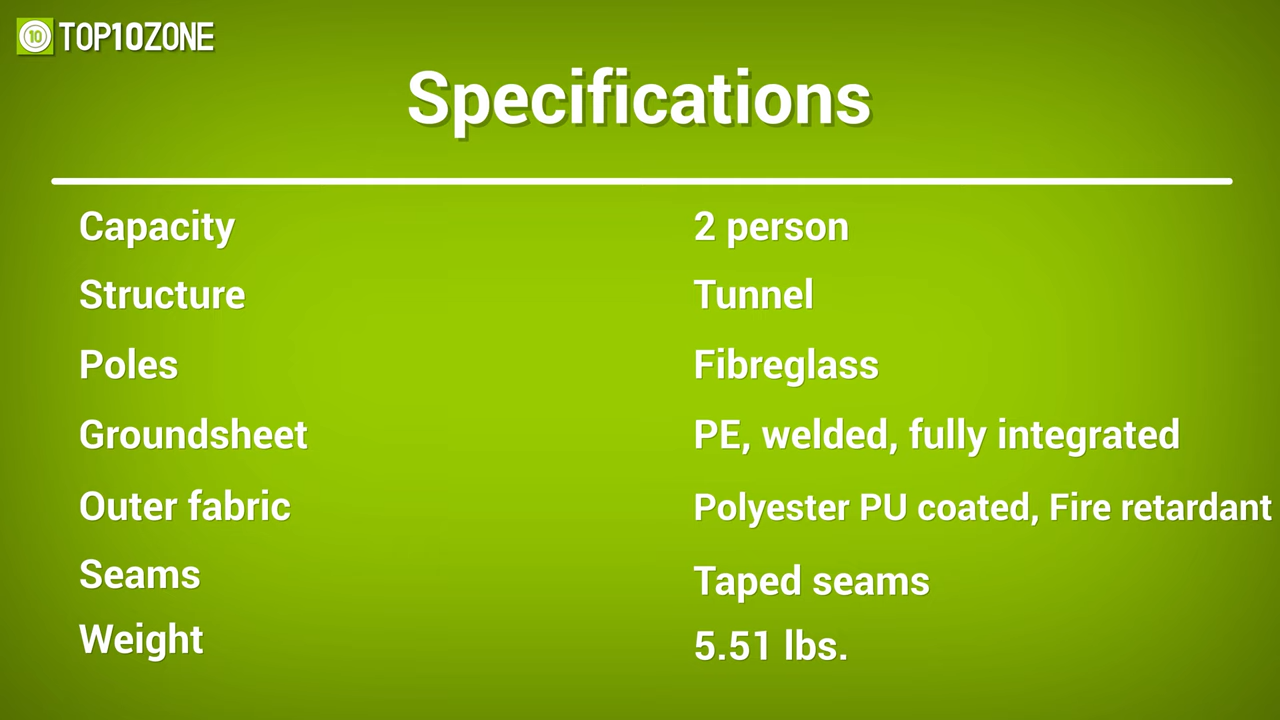 10 TOP10ZONE
Specifications
Capacity 2 person
Structure Tunnel
Poles Fibreglass
Groundsheet PE, welded, fully integrated
Outer fabric Polyester PU coated, Fire retardant
Seams Taped seams
Weight 5.51 lbs.